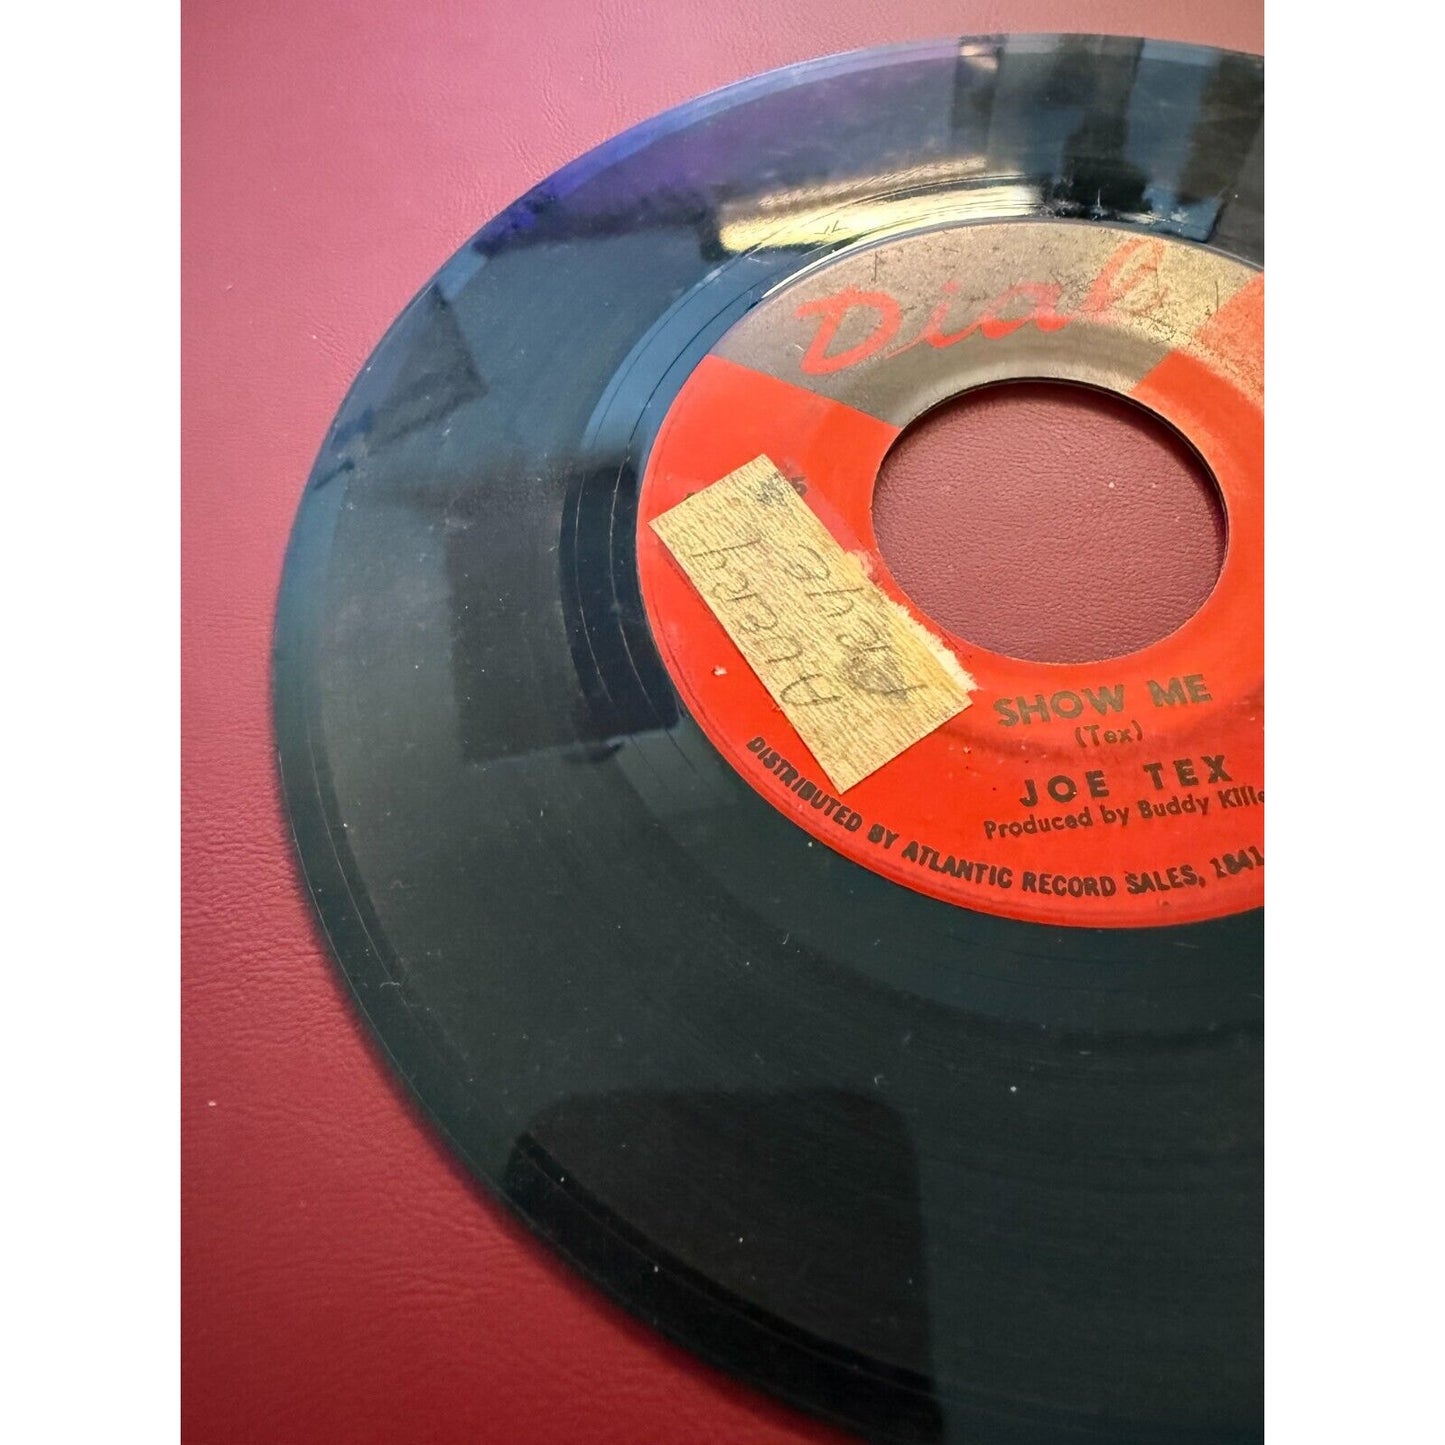 Dial
SHOW ME
(Tex)
JOE TEX
Produced by Buddy Kille
DISTRIBUTED BY ATLANTIC RECORD SALES, 1841